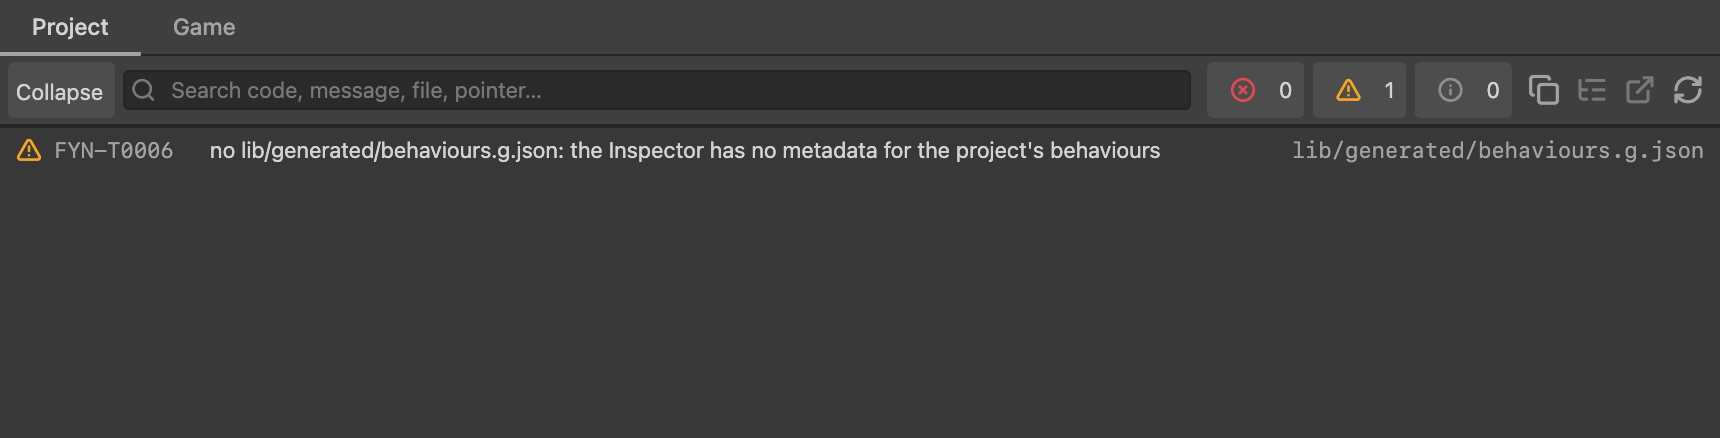 Project Game
Collapse Search code, message, file, pointer... 0 1 0
FYN-T0006 no lib/generated/behaviours.g.json: the Inspector has no metadata for the project's behaviours lib/generated/behaviours.g.json